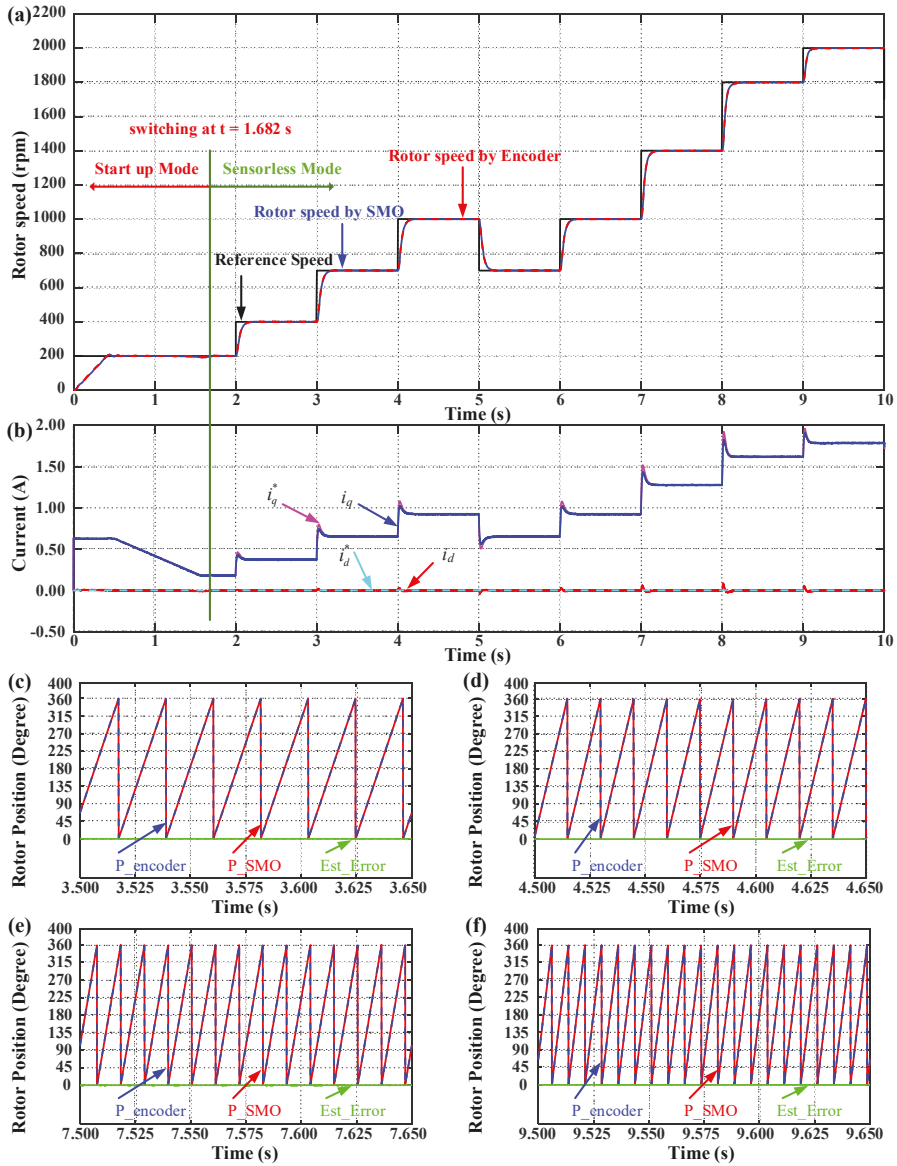 (a)
2200
2000
1800
1600
1400
1200
1000
800
600
400
200
0
Rotor speed (rpm)
switching at t = 1.682 s
Start up Mode
Sensorless Mode
Rotor speed by Encoder
Rotor speed by SMO
Reference Speed
0 1 2 3 4 5 6 7 8 9 10
Time (s)
(b)
2.00
1.50
1.00
0.50
0.00
-0.50
Current (A)
i*q
iq
i*d
id
0 1 2 3 4 5 6 7 8 9 10
Time (s)
(c)
400
360
315
270
225
180
135
90
45
0
Rotor Position (Degree)
P_encoder
P_SMO
Est_Error
3.500 3.525 3.550 3.575 3.600 3.625 3.650
Time (s)
(d)
400
360
315
270
225
180
135
90
45
0
Rotor Position (Degree)
P_encoder
P_SMO
Est_Error
4.500 4.525 4.550 4.575 4.600 4.625 4.650
Time (s)
(e)
400
360
315
270
225
180
135
90
45
0
Rotor Position (Degree)
P_encoder
P_SMO
Est_Error
7.500 7.525 7.550 7.575 7.600 7.625 7.650
Time (s)
(f)
400
360
315
270
225
180
135
90
45
0
Rotor Position (Degree)
P_encoder
P_SMO
Est_Error
9.500 9.525 9.550 9.575 9.600 9.625 9.650
Time (s)